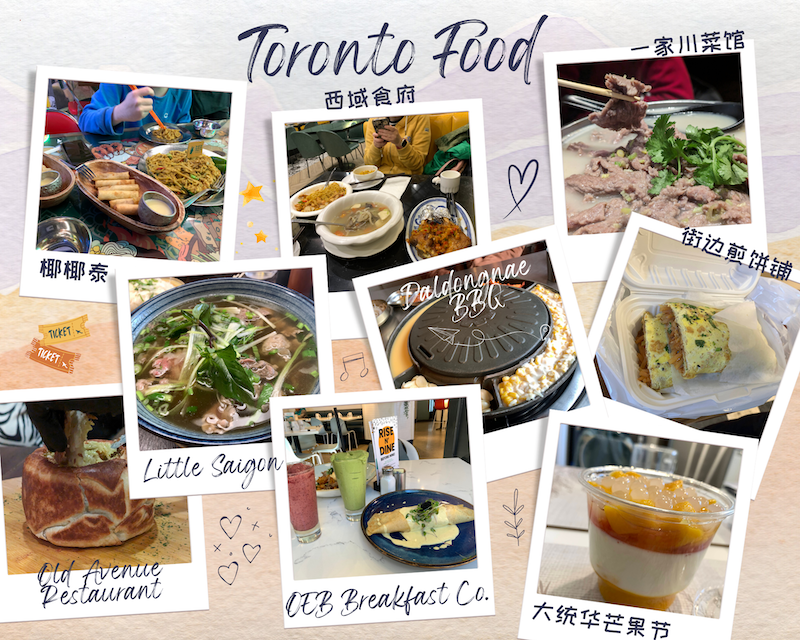 Toronto Food
一家川菜馆
西域食府
椰椰泰
街边煎饼铺
Daldongnae
BBQ
TICKET
TICKET
Little Saigon
RISE
N'
DINE
Old Avenue
Restaurant
OEB Breakfast Co.
大统华芒果节